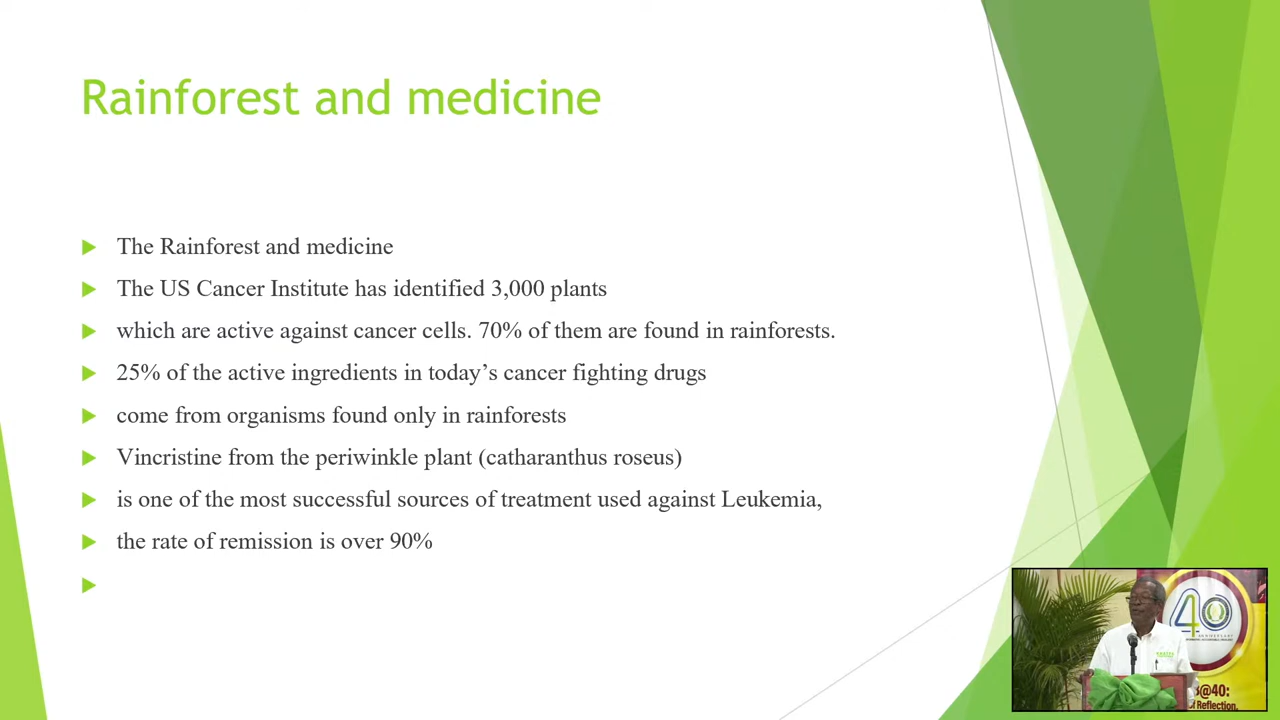 Rainforest and medicine
The Rainforest and medicine
The US Cancer Institute has identified 3,000 plants
which are active against cancer cells. 70% of them are found in rainforests.
25% of the active ingredients in today's cancer fighting drugs
come from organisms found only in rainforests
Vincristine from the periwinkle plant (catharanthus roseus)
is one of the most successful sources of treatment used against Leukemia,
the rate of remission is over 90%
40
@40:
of Reflection,